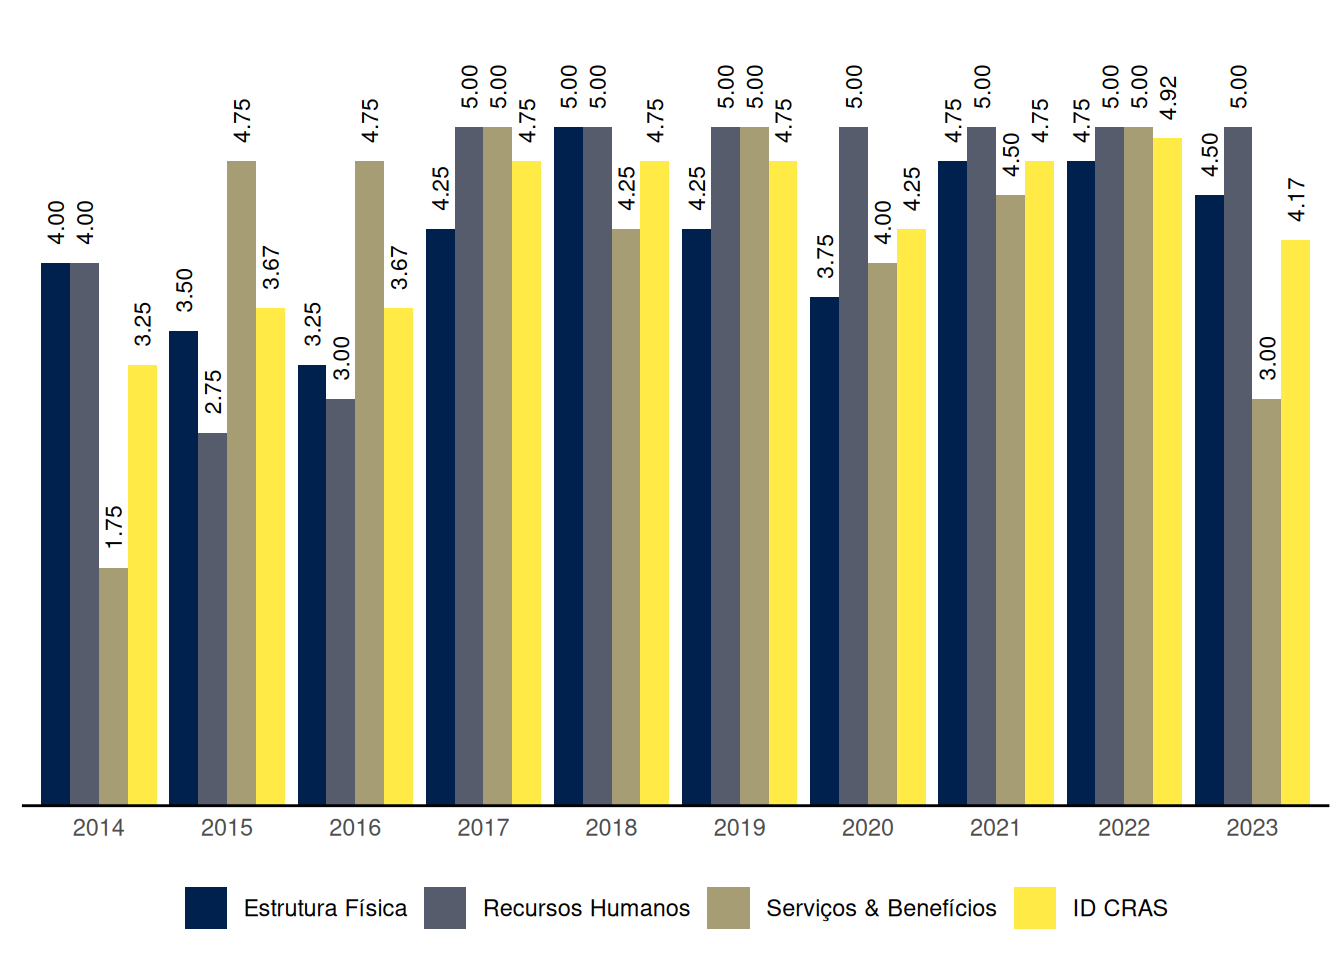 4.00 4.00 1.75 3.25
3.50 2.75 4.75 3.67
3.25 3.00 4.75 3.67
4.25 5.00 5.00 4.75
5.00 5.00 4.25 4.75
4.25 5.00 5.00 4.75
3.75 5.00 4.00 4.25
4.75 5.00 4.50 4.75
4.75 5.00 5.00 4.92
4.50 5.00 3.00 4.17
2014 2015 2016 2017 2018 2019 2020 2021 2022 2023
Estrutura Física Recursos Humanos Serviços & Benefícios ID CRAS